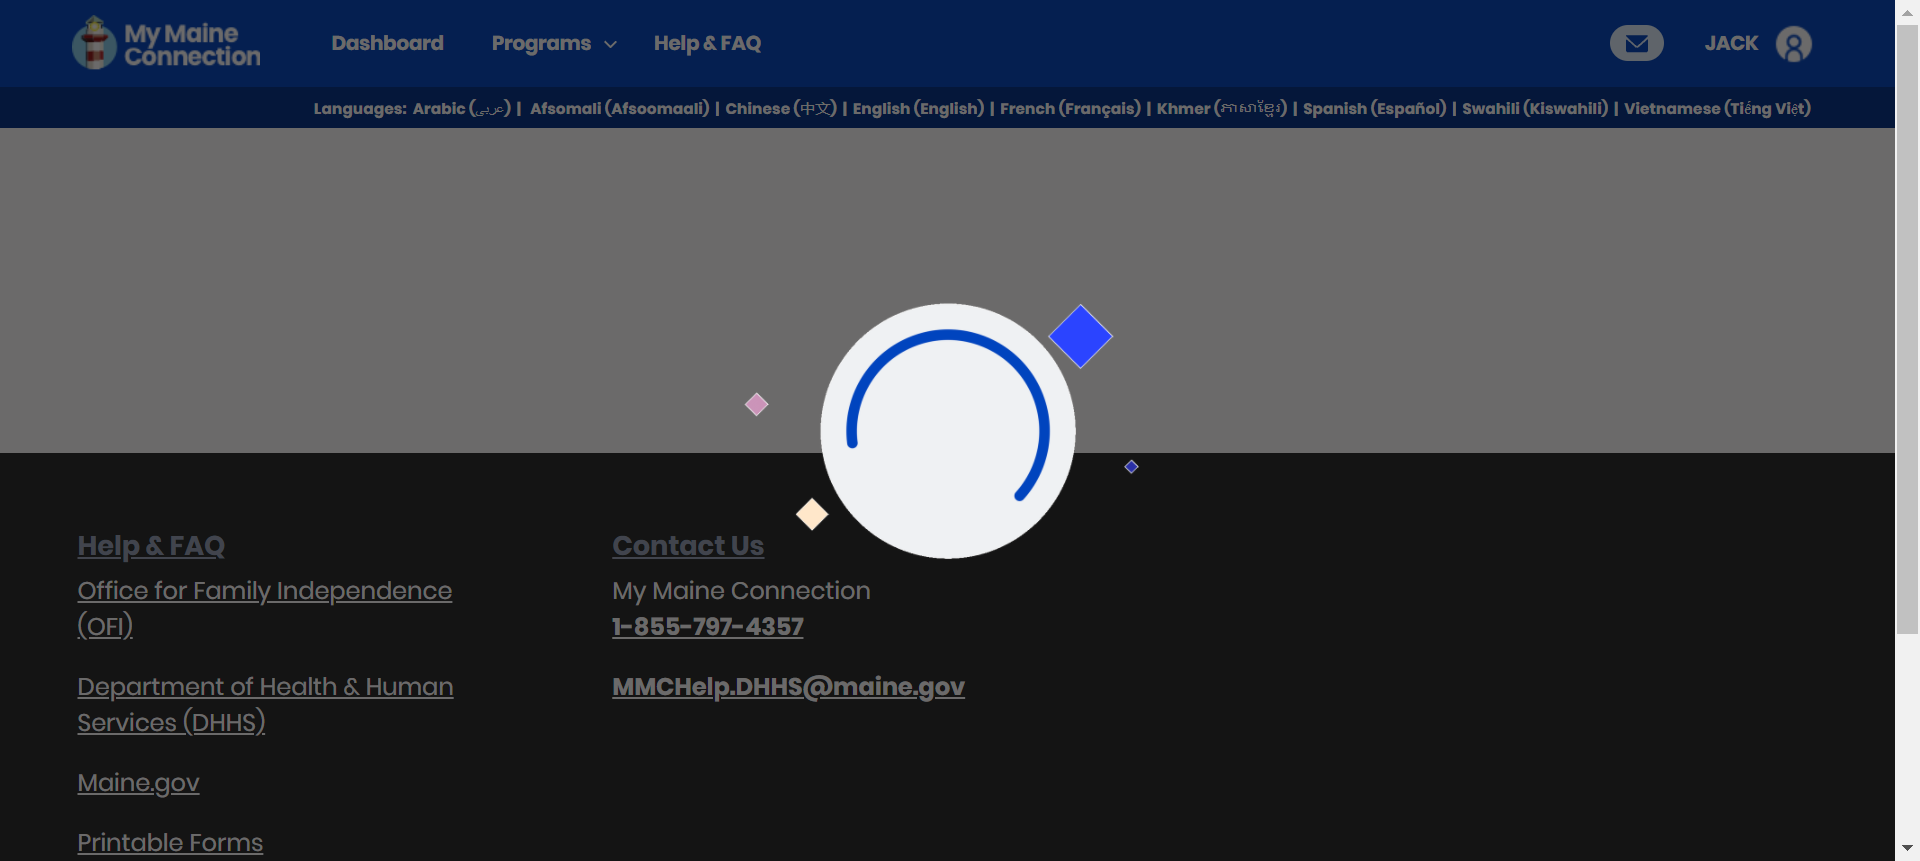 My Maine
Connection
Dashboard
Programs
Help & FAQ
JACK
Languages: Arabic (عربى) | Afsomali (Afsoomaali) | Chinese (中文) | English (English) | French (Français) | Khmer (ភាសាខ្មែរ) | Spanish (Español) | Swahili (Kiswahili) | Vietnamese (Tiếng Việt)
Help & FAQ
Office for Family Independence
(OFI)
Department of Health & Human
Services (DHHS)
Maine.gov
Printable Forms
Contact Us
My Maine Connection
1-855-797-4357
MMCHelp.DHHS@maine.gov